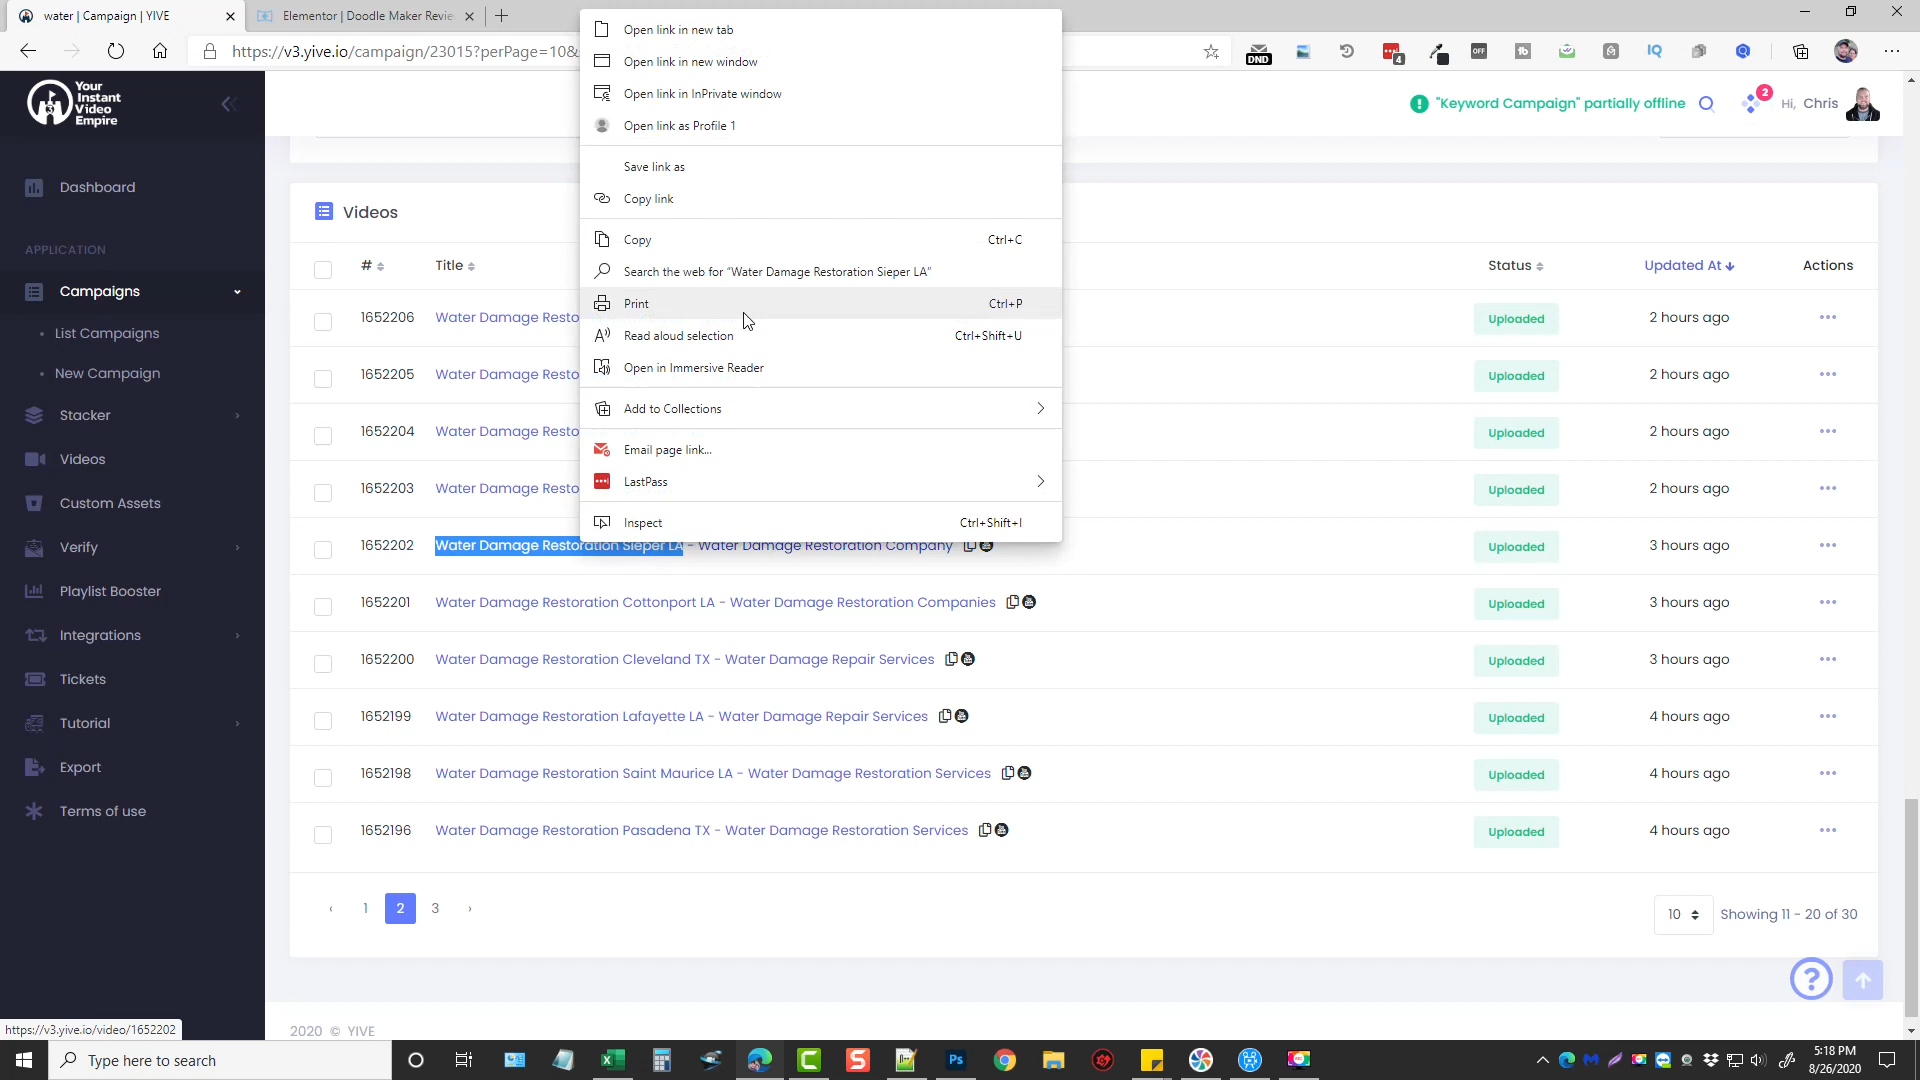 water | Campaign | YIVE
Elementor | Doodle Maker Revie
https://v3.yive.io/campaign/23015?perPage=10&
DND
4
OFF
IQ
Your
Instant
Video
Empire
"Keyword Campaign" partially offline
2
Hi, Chris
Dashboard
APPLICATION
Campaigns
List Campaigns
New Campaign
Stacker
Videos
Custom Assets
Verify
Playlist Booster
Integrations
Tickets
Tutorial
Export
Terms of use
Open link in new tab
Open link in new window
Open link in InPrivate window
Open link as Profile 1
Save link as
Copy link
Copy Ctrl+C
Search the web for "Water Damage Restoration Sieper LA"
Print Ctrl+P
Read aloud selection Ctrl+Shift+U
Open in Immersive Reader
Add to Collections
Email page link...
LastPass
Inspect Ctrl+Shift+I
Videos
# Title Status Updated At Actions
1652206 Water Damage Resto Uploaded 2 hours ago
1652205 Water Damage Resto Uploaded 2 hours ago
1652204 Water Damage Resto Uploaded 2 hours ago
1652203 Water Damage Resto Uploaded 2 hours ago
1652202 Water Damage Restoration Sieper LA - Water Damage Restoration Company Uploaded 3 hours ago
1652201 Water Damage Restoration Cottonport LA - Water Damage Restoration Companies Uploaded 3 hours ago
1652200 Water Damage Restoration Cleveland TX - Water Damage Repair Services Uploaded 3 hours ago
1652199 Water Damage Restoration Lafayette LA - Water Damage Repair Services Uploaded 4 hours ago
1652198 Water Damage Restoration Saint Maurice LA - Water Damage Restoration Services Uploaded 4 hours ago
1652196 Water Damage Restoration Pasadena TX - Water Damage Restoration Services Uploaded 4 hours ago
‹ 1 2 3 ›
10 Showing 11 - 20 of 30
?
2020 © YIVE
https://v3.yive.io/video/1652202
Type here to search
Ps
5:18 PM
8/26/2020